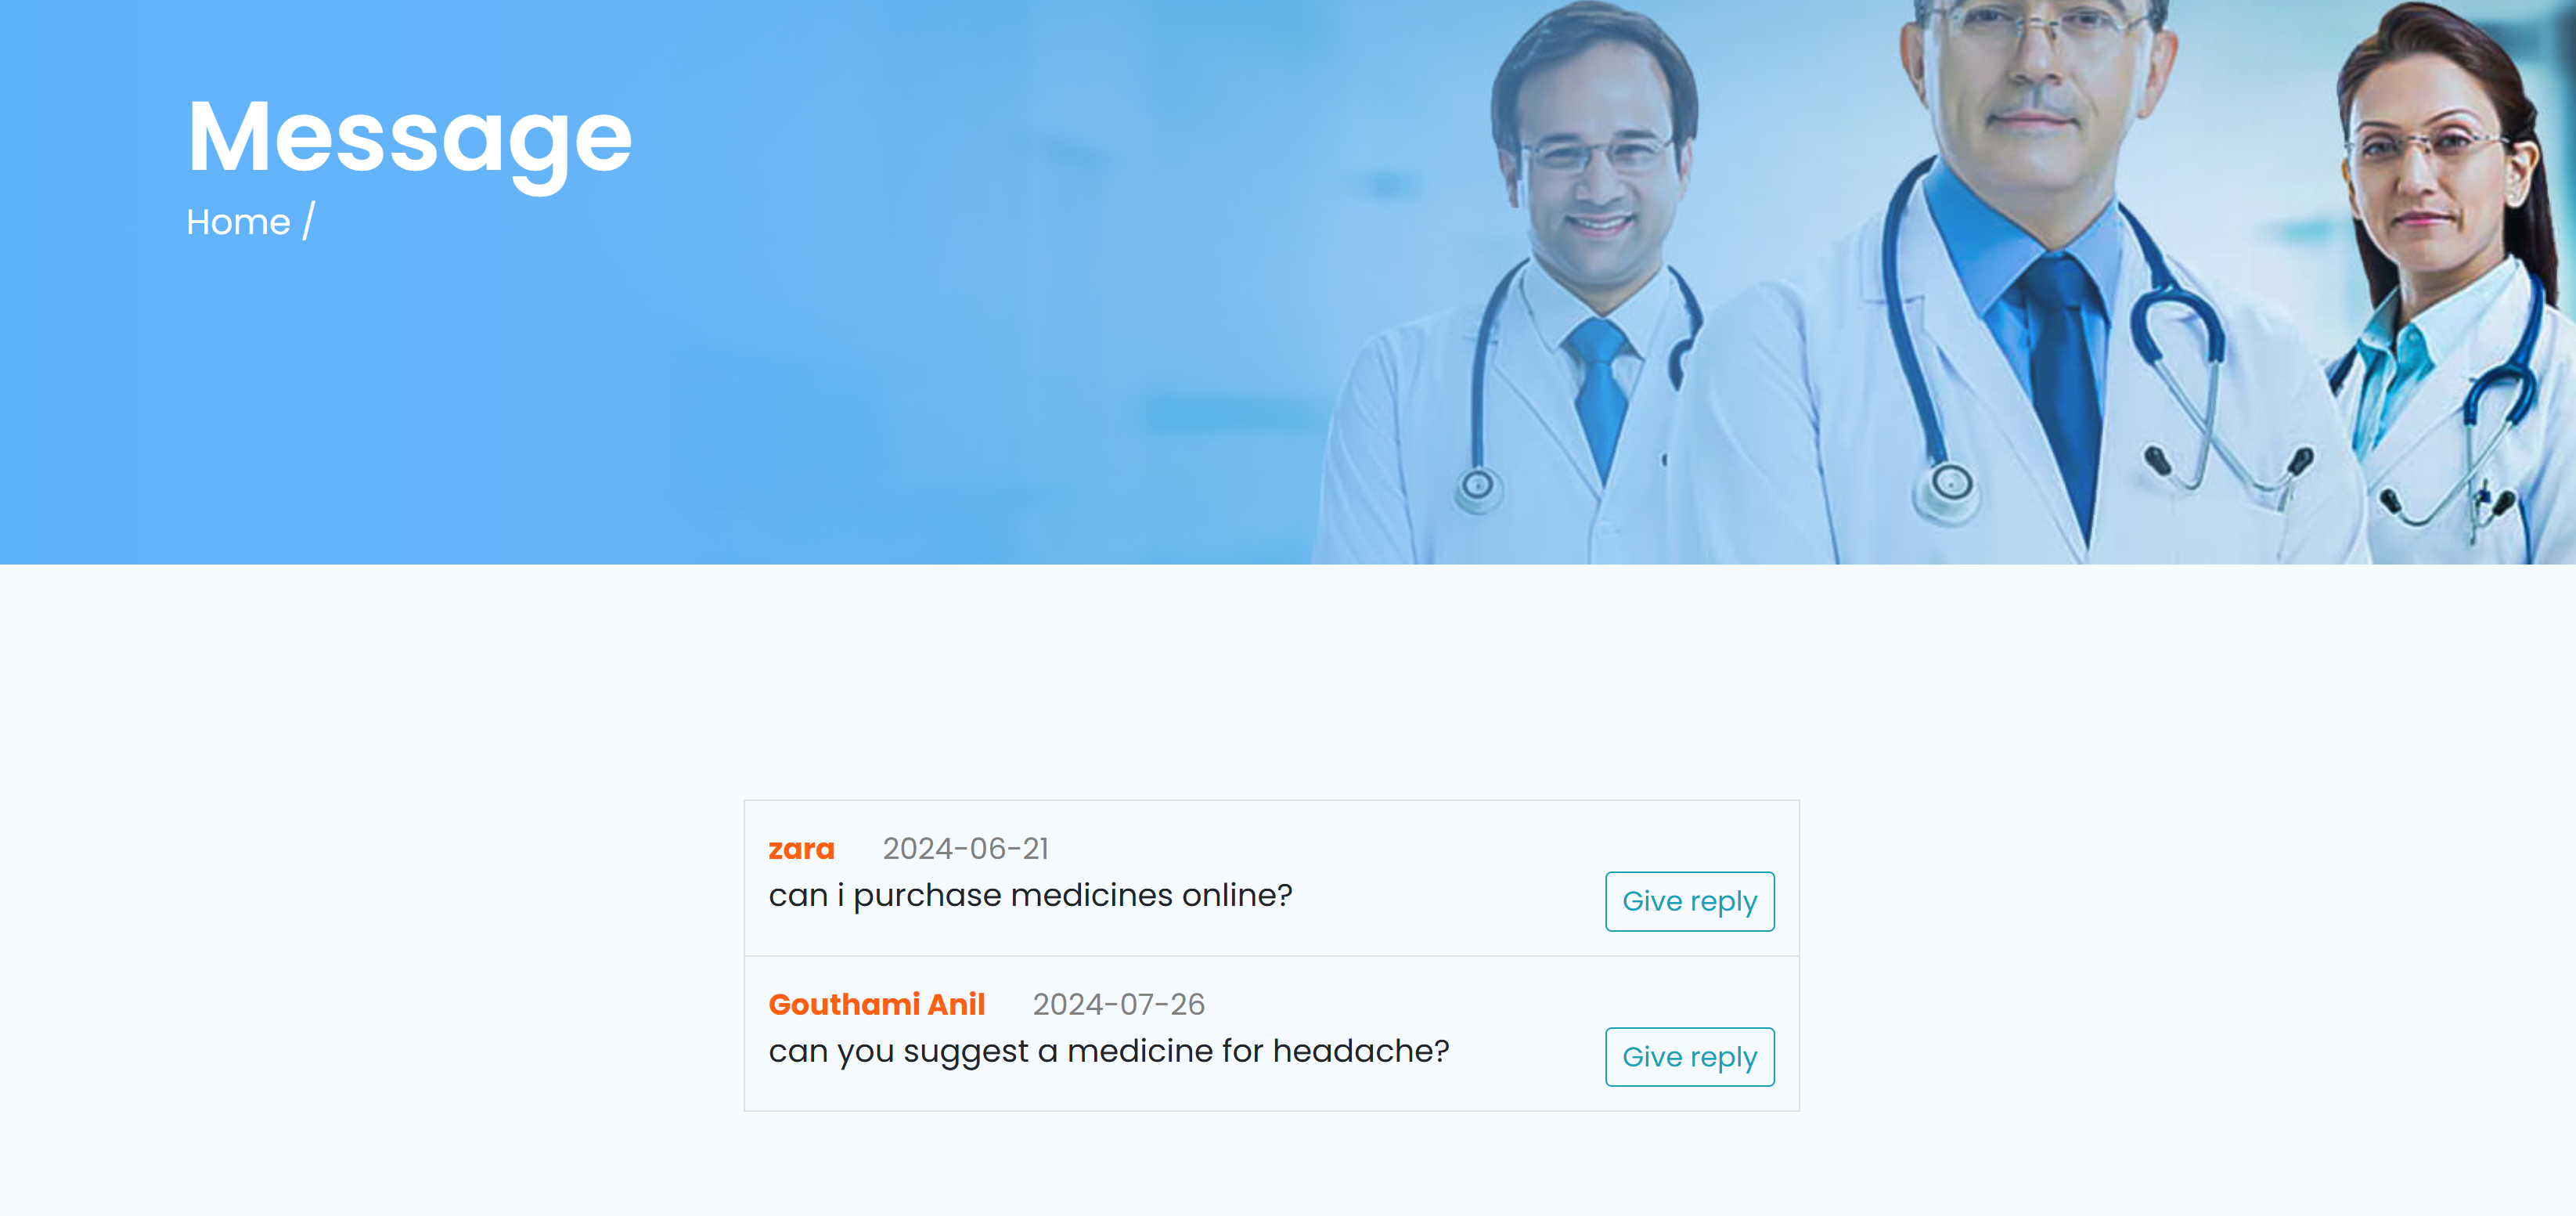 Message
Home /
zara 2024-06-21
can i purchase medicines online?
Give reply
Gouthami Anil 2024-07-26
can you suggest a medicine for headache?
Give reply